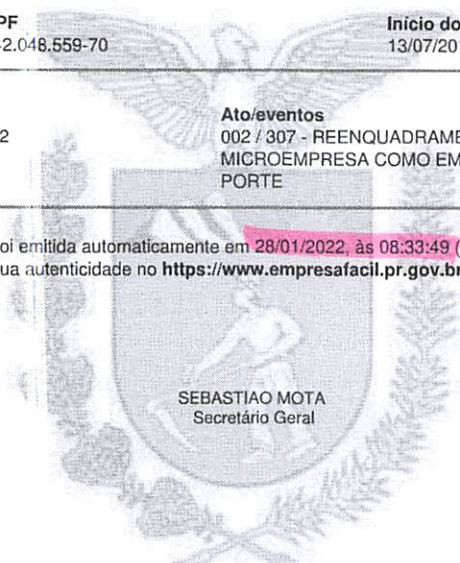 PF
Início do
2.048.559-70
13/07/201
2
Ato/eventos
002 / 307 - REENQUADRAME
MICROEMPRESA COMO EM
PORTE
oi emitida automaticamente em 28/01/2022, às 08:33:49 (
ua autenticidade no https://www.empresafacil.pr.gov.br
SEBASTIAO MOTA
Secretário Geral